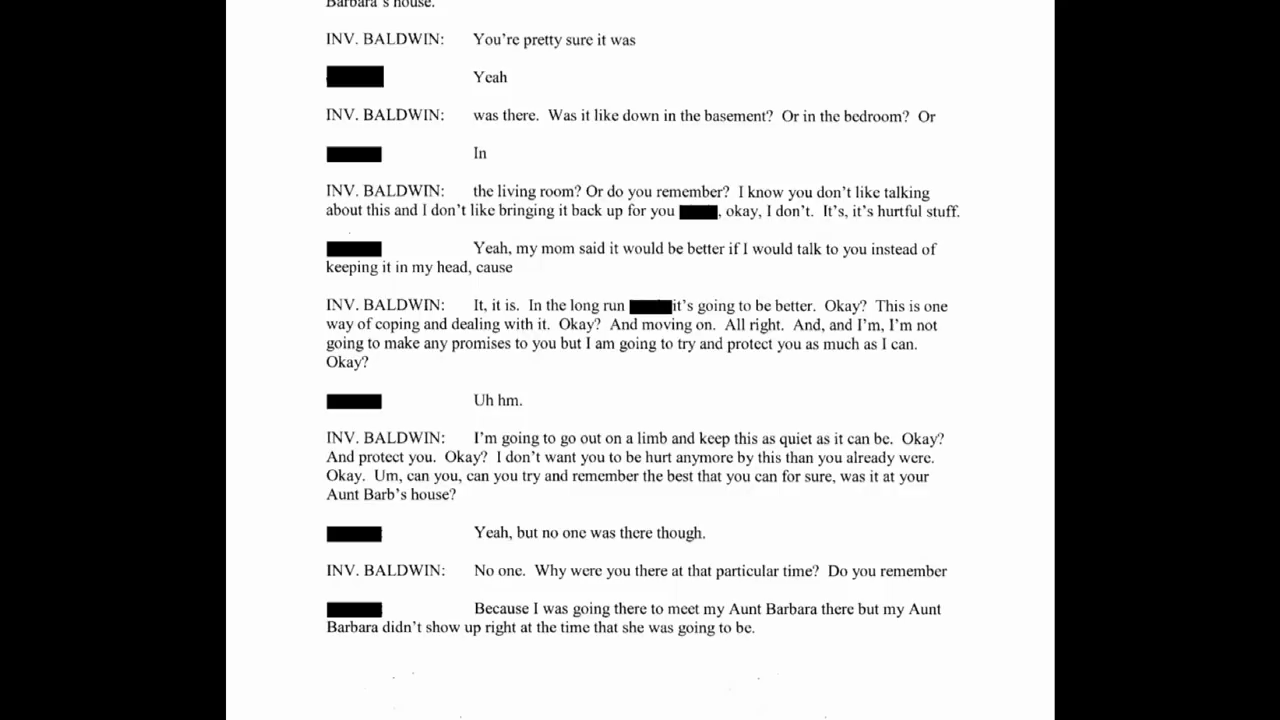 Barbara's house.
INV. BALDWIN: You're pretty sure it was
Yeah
INV. BALDWIN: was there. Was it like down in the basement? Or in the bedroom? Or
In
INV. BALDWIN: the living room? Or do you remember? I know you don't like talking
about this and I don't like bringing it back up for you , okay, I don't. It's, it's hurtful stuff.
Yeah, my mom said it would be better if I would talk to you instead of
keeping it in my head, cause
INV. BALDWIN: It, it is. In the long run it's going to be better. Okay? This is one
way of coping and dealing with it. Okay? And moving on. All right. And, and I'm, I'm not
going to make any promises to you but I am going to try and protect you as much as I can.
Okay?
Uh hm.
INV. BALDWIN: I'm going to go out on a limb and keep this as quiet as it can be. Okay?
And protect you. Okay? I don't want you to be hurt anymore by this than you already were.
Okay. Um, can you, can you try and remember the best that you can for sure, was it at your
Aunt Barb's house?
Yeah, but no one was there though.
INV. BALDWIN: No one. Why were you there at that particular time? Do you remember
Because I was going there to meet my Aunt Barbara there but my Aunt
Barbara didn't show up right at the time that she was going to be.